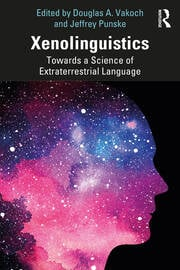 Edited by Douglas A. Vakoch
and Jeffrey Punske
R
Xenolinguistics
Towards a Science of
Extraterrestrial Language